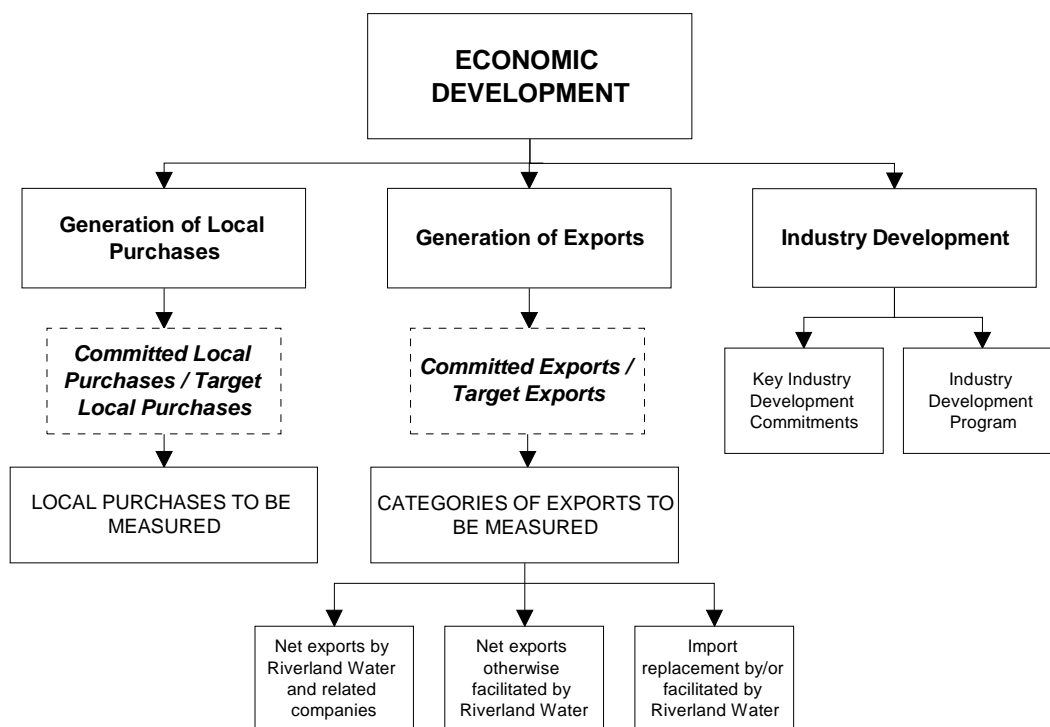 ECONOMIC
DEVELOPMENT
Generation of Local
Purchases
Generation of Exports
Industry Development
Committed Local
Purchases / Target
Local Purchases
Committed Exports /
Target Exports
Key Industry
Development
Commitments
Industry
Development
Program
LOCAL PURCHASES TO BE
MEASURED
CATEGORIES OF EXPORTS TO
BE MEASURED
Net exports by
Riverland Water
and related
companies
Net exports
otherwise
facilitated by
Riverland Water
Import
replacement by/or
facilitated by
Riverland Water